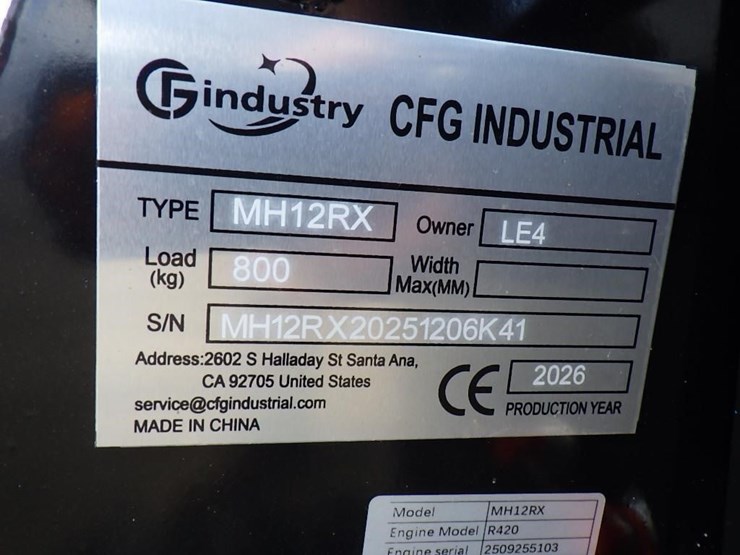 CFindustry CFG INDUSTRIAL
TYPE MH12RX Owner LE4
Load (kg) 800 Width Max(MM)
S/N MH12RX20251206K41
Address:2602 S Halladay St Santa Ana,
CA 92705 United States
service@cfgindustrial.com
MADE IN CHINA
CE 2026
PRODUCTION YEAR
Model MH12RX
Engine Model R420
Engine serial 2509255103